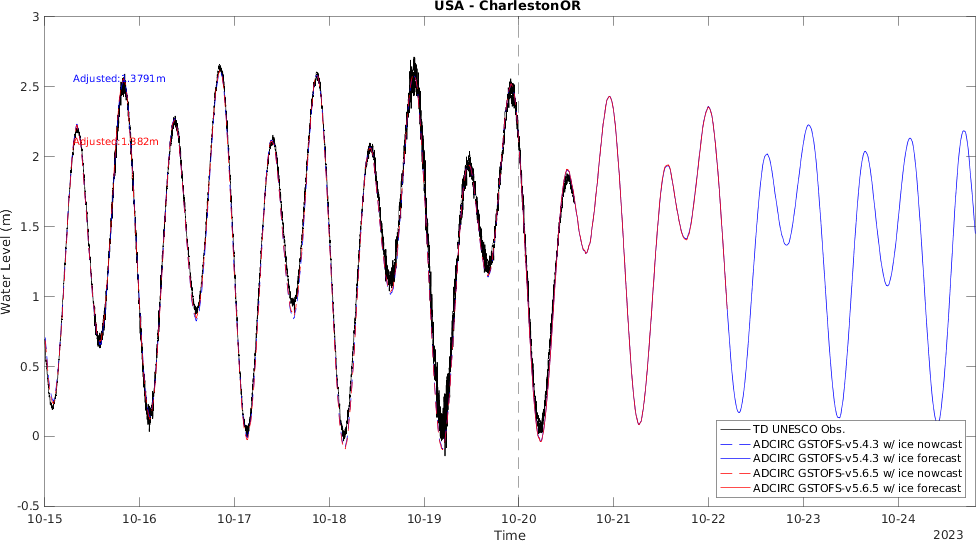 USA - CharlestonOR
3
2.5
2
1.5
1
0.5
0
-0.5
Water Level (m)
Adjusted:1.3791m
Adjusted:1.382m
TD UNESCO Obs.
ADCIRC GSTOFS-v5.4.3 w/ ice nowcast
ADCIRC GSTOFS-v5.4.3 w/ ice forecast
ADCIRC GSTOFS-v5.6.5 w/ ice nowcast
ADCIRC GSTOFS-v5.6.5 w/ ice forecast
10-15 10-16 10-17 10-18 10-19 10-20 10-21 10-22 10-23 10-24
Time
2023